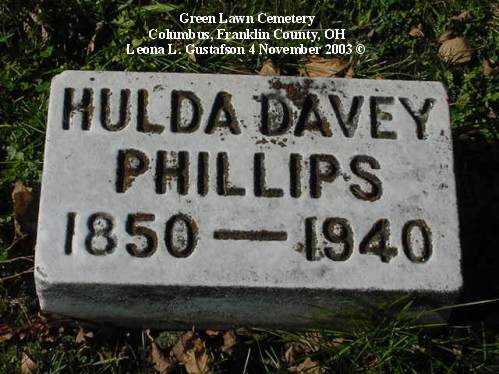 Green Lawn Cemetery
Columbus, Franklin County, OH
Leona L. Gustafson 4 November 2003 ©
HULDA DAVEY
PHILLIPS
1850 — 1940